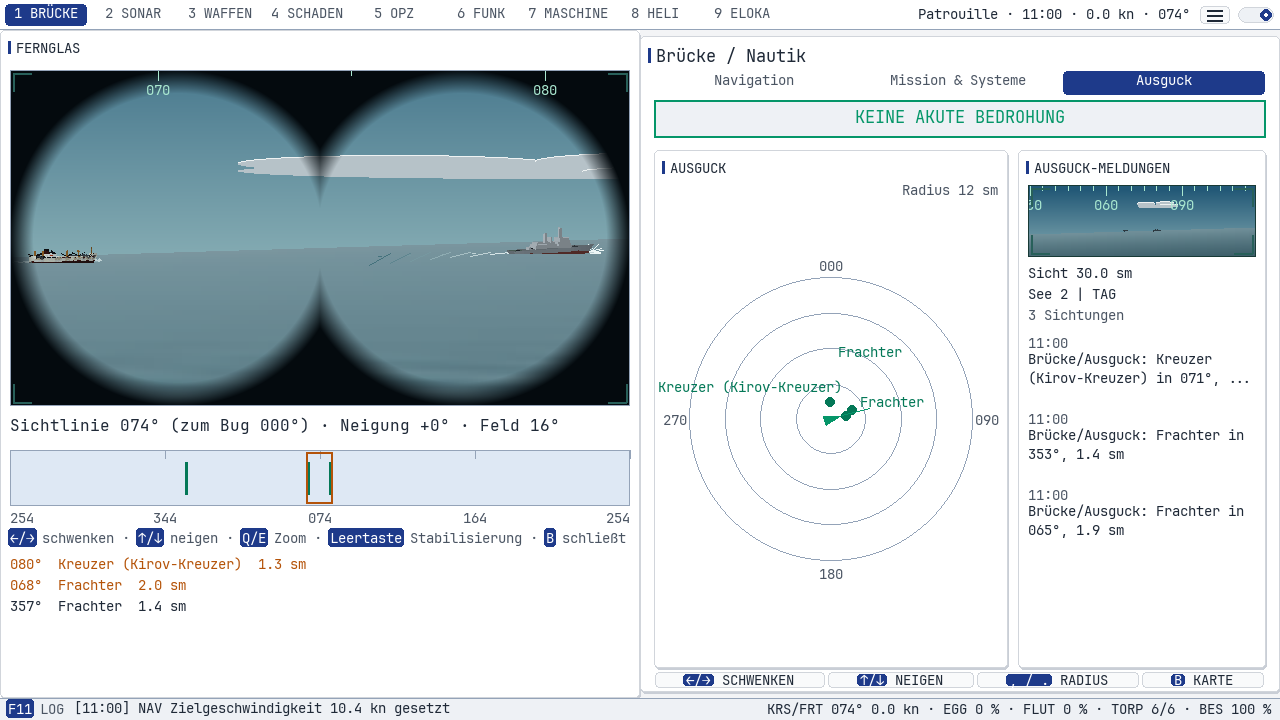 1 BRÜCKE 2 SONAR 3 WAFFEN 4 SCHADEN 5 OPZ 6 FUNK 7 MASCHINE 8 HELI 9 ELOKA Patrouille · 11:00 · 0.0 kn · 074°
FERNGLAS
070 080
Sichtlinie 074° (zum Bug 000°) · Neigung +0° · Feld 16°
254 344 074 164 254
←/→ schwenken · ↑/↓ neigen · Q/E Zoom · Leertaste Stabilisierung · B schließt
080° Kreuzer (Kirov-Kreuzer) 1.3 sm
068° Frachter 2.0 sm
357° Frachter 1.4 sm
Brücke / Nautik
Navigation Mission & Systeme Ausguck
KEINE AKUTE BEDROHUNG
AUSGUCK
Radius 12 sm
000
Frachter
Kreuzer (Kirov-Kreuzer)
Frachter
270 090
180
AUSGUCK-MELDUNGEN
060 090
Sicht 30.0 sm
See 2 | TAG
3 Sichtungen
11:00
Brücke/Ausguck: Kreuzer
(Kirov-Kreuzer) in 071°, ...
11:00
Brücke/Ausguck: Frachter in
353°, 1.4 sm
11:00
Brücke/Ausguck: Frachter in
065°, 1.9 sm
←/→ SCHWENKEN ↑/↓ NEIGEN , / . RADIUS B KARTE
F11 LOG [11:00] NAV Zielgeschwindigkeit 10.4 kn gesetzt KRS/FRT 074° 0.0 kn · EGG 0 % · FLUT 0 % · TORP 6/6 · BES 100 %